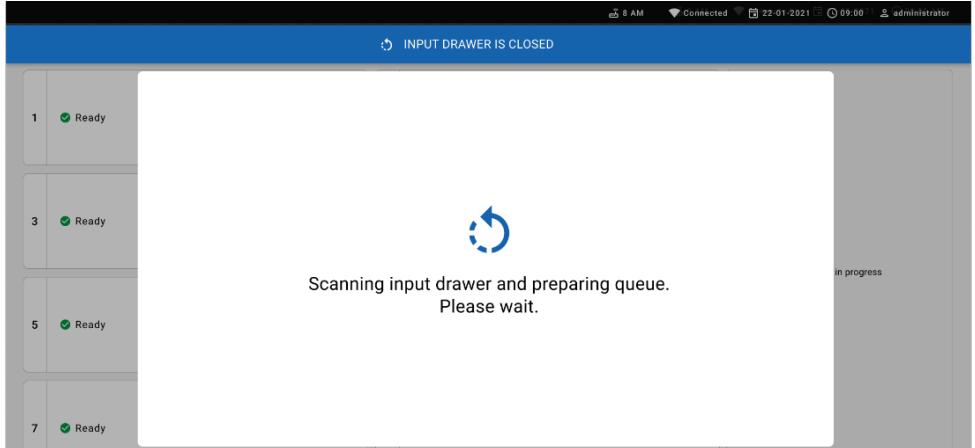 8 AM Connected 22-01-2021 09:00 administrator
INPUT DRAWER IS CLOSED
1 Ready
3 Ready
in progress
Scanning input drawer and preparing queue.
Please wait.
5 Ready
7 Ready